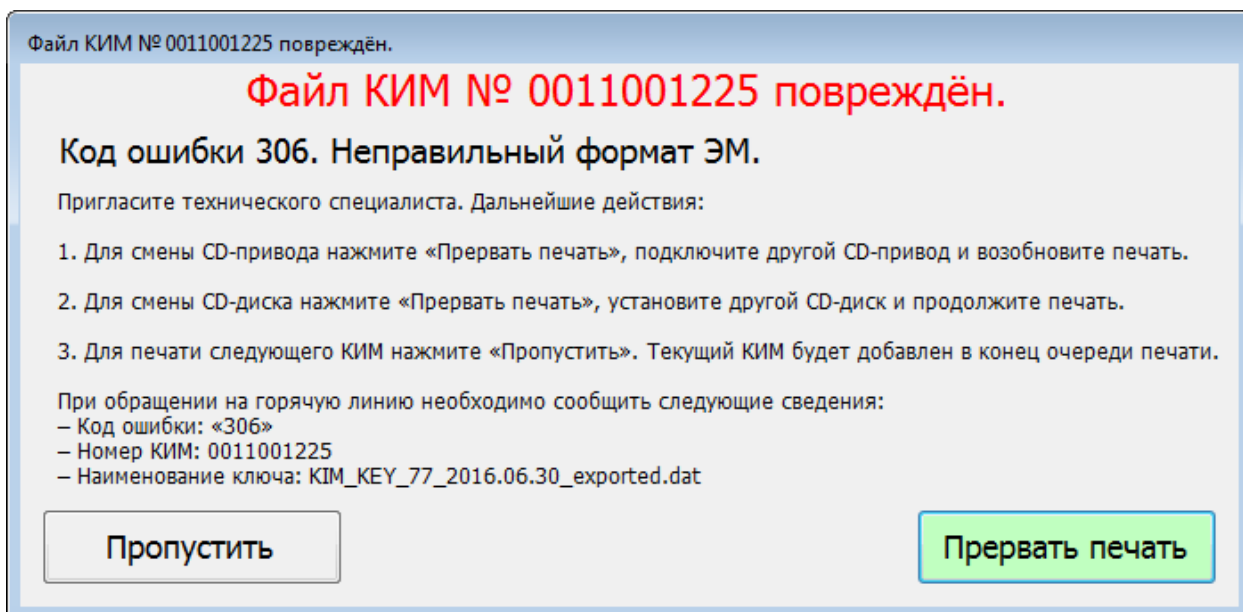 Файл КИМ № 0011001225 повреждён.
Файл КИМ № 0011001225 повреждён.
Код ошибки 306. Неправильный формат ЭМ.
Пригласите технического специалиста. Дальнейшие действия:
1. Для смены CD-привода нажмите «Прервать печать», подключите другой CD-привод и возобновите печать.
2. Для смены CD-диска нажмите «Прервать печать», установите другой CD-диск и продолжите печать.
3. Для печати следующего КИМ нажмите «Пропустить». Текущий КИМ будет добавлен в конец очереди печати.
При обращении на горячую линию необходимо сообщить следующие сведения:
– Код ошибки: «306»
– Номер КИМ: 0011001225
– Наименование ключа: KIM_KEY_77_2016.06.30_exported.dat
Пропустить
Прервать печать